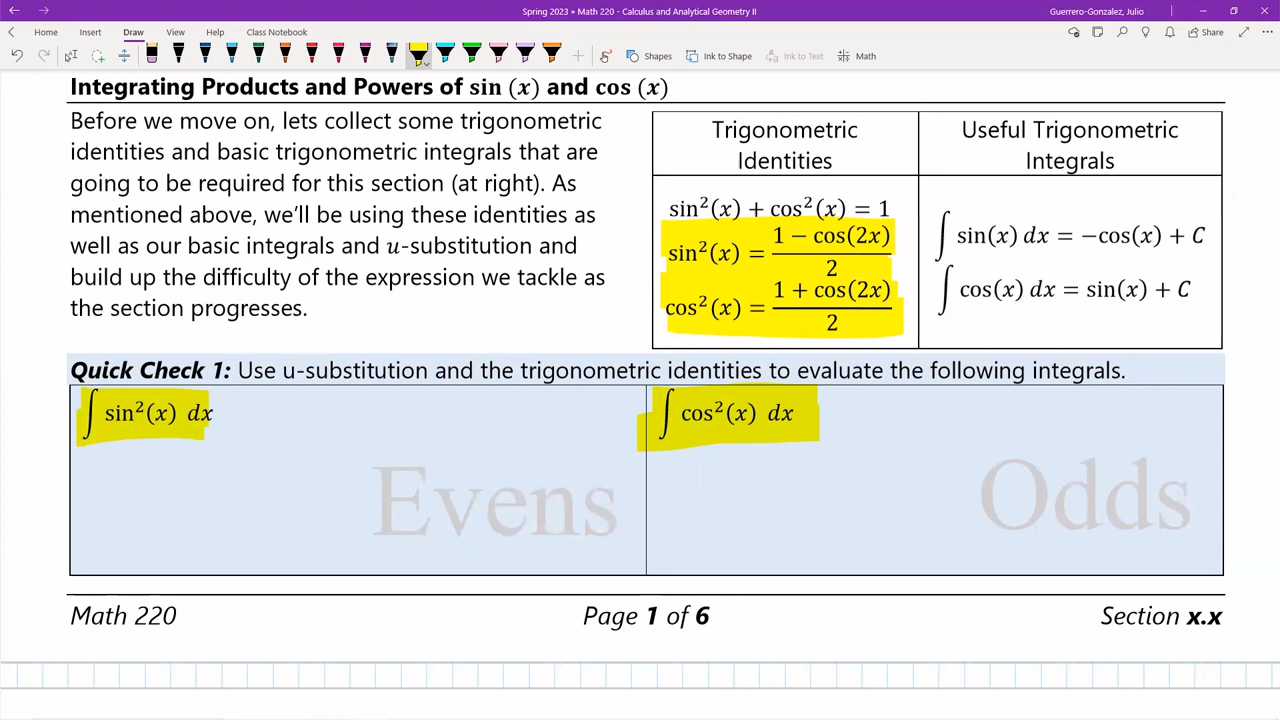 Spring 2023 » Math 220 - Calculus and Analytical Geometry II
Guerrero-Gonzalez, Julio
Home Insert Draw View Help Class Notebook
Share
Shapes Ink to Shape Ink to Text Math
Integrating Products and Powers of sin (x) and cos (x)
Before we move on, lets collect some trigonometric
identities and basic trigonometric integrals that are
going to be required for this section (at right). As
mentioned above, we’ll be using these identities as
well as our basic integrals and u-substitution and
build up the difficulty of the expression we tackle as
the section progresses.
Trigonometric
Identities
sin²(x) + cos²(x) = 1
sin²(x) = (1 − cos(2x))/2
cos²(x) = (1 + cos(2x))/2
Useful Trigonometric
Integrals
∫ sin(x) dx = −cos(x) + C
∫ cos(x) dx = sin(x) + C
Quick Check 1: Use u-substitution and the trigonometric identities to evaluate the following integrals.
∫ sin²(x) dx
Evens
∫ cos²(x) dx
Odds
Math 220 Page 1 of 6 Section x.x